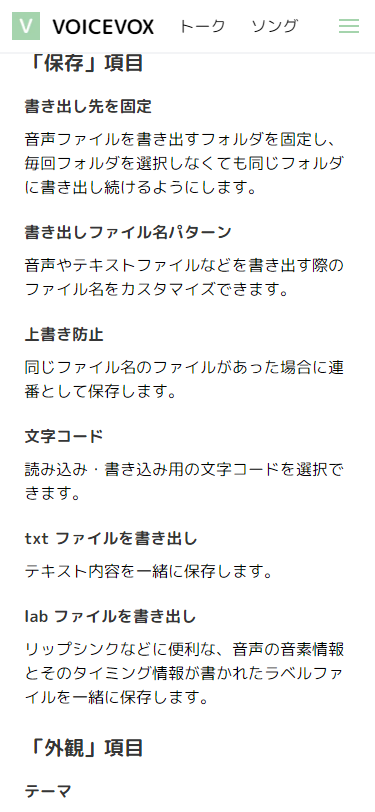 V VOICEVOX トーク ソング
「保存」項目
書き出し先を固定
音声ファイルを書き出すフォルダを固定し、
毎回フォルダを選択しなくても同じフォルダ
に書き出し続けるようにします。
書き出しファイル名パターン
音声やテキストファイルなどを書き出す際の
ファイル名をカスタマイズできます。
上書き防止
同じファイル名のファイルがあった場合に連
番として保存します。
文字コード
読み込み・書き込み用の文字コードを選択で
きます。
txt ファイルを書き出し
テキスト内容を一緒に保存します。
lab ファイルを書き出し
リップシンクなどに便利な、音声の音素情報
とそのタイミング情報が書かれたラベルファ
イルを一緒に保存します。
「外観」項目
テーマ